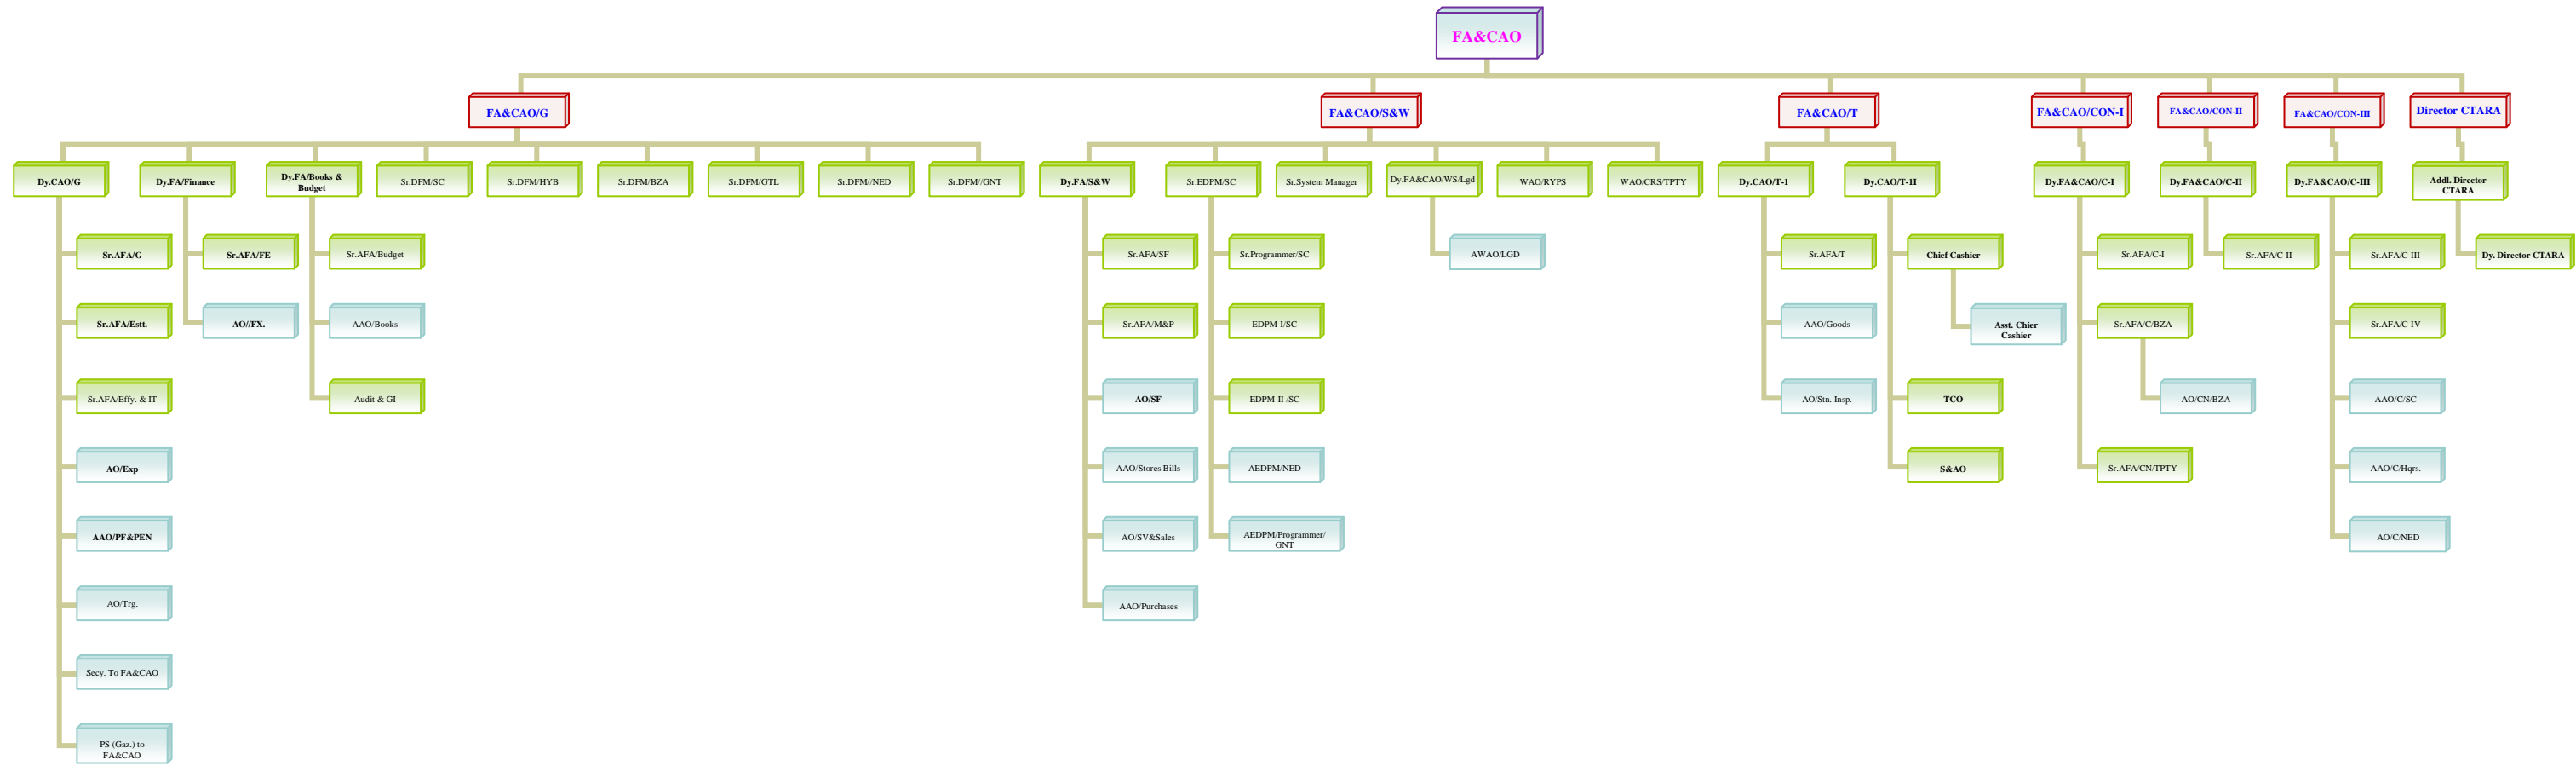 FA&CAO
FA&CAO/G
FA&CAO/S&W
FA&CAO/T
FA&CAO/CON-I
FA&CAO/CON-II
FA&CAO/CON-III
Director CTARA
Dy.CAO/G
Dy.FA/Finance
Dy.FA/Books &
Budget
Sr.DFM/SC
Sr.DFM/HYB
Sr.DFM/BZA
Sr.DFM/GTL
Sr.DFM//NED
Sr.DFM//GNT
Dy.FA/S&W
Sr.EDPM/SC
Sr.System Manager
Dy.FA&CAO/WS/Lgd
WAO/RYPS
WAO/CRS/TPTY
Dy.CAO/T-1
Dy.CAO/T-1I
Dy.FA&CAO/C-I
Dy.FA&CAO/C-II
Dy.FA&CAO/C-III
Addl. Director
CTARA
Sr.AFA/G
Sr.AFA/FE
Sr.AFA/Budget
Sr.AFA/SF
Sr.Programmer/SC
AWAO/LGD
Sr.AFA/T
Chief Cashier
Sr.AFA/C-I
Sr.AFA/C-II
Sr.AFA/C-III
Dy. Director CTARA
Sr.AFA/Estt.
AO//FX.
AAO/Books
Sr.AFA/M&P
EDPM-I/SC
AAO/Goods
Asst. Chier
Cashier
Sr.AFA/C/BZA
Sr.AFA/C-IV
Sr.AFA/Effy. & IT
Audit & GI
AO/SF
EDPM-II /SC
AO/Stn. Insp.
TCO
AO/CN/BZA
AAO/C/SC
AO/Exp
AAO/Stores Bills
AEDPM/NED
S&AO
Sr.AFA/CN/TPTY
AAO/C/Hqrs.
AAO/PF&PEN
AO/SV&Sales
AEDPM/Programmer/
GNT
AO/C/NED
AO/Trg.
AAO/Purchases
Secy. To FA&CAO
PS (Gaz.) to
FA&CAO